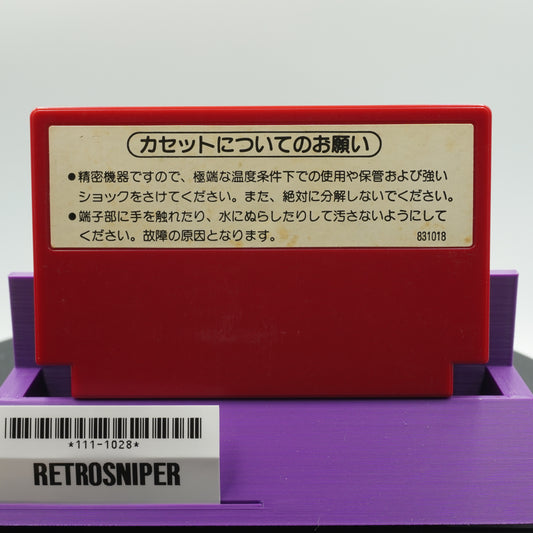 カセットについてのお願い
●精密機器ですので、極端な温度条件下での使用や保管および強い
ショックをさけてください。また、絶対に分解しないでください。
●端子部に手を触れたり、水にぬらしたりして汚さないようにして
ください。故障の原因となります。
831018
*111-1028*
RETROSNIPER